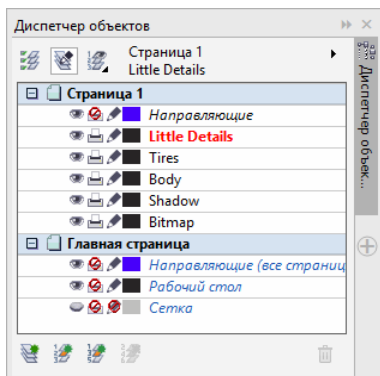 Диспетчер объектов
Страница 1
Little Details
Страница 1
Направляющие
Little Details
Tires
Body
Shadow
Bitmap
Главная страница
Направляющие (все страниц
Рабочий стол
Сетка
Диспетчер объек...